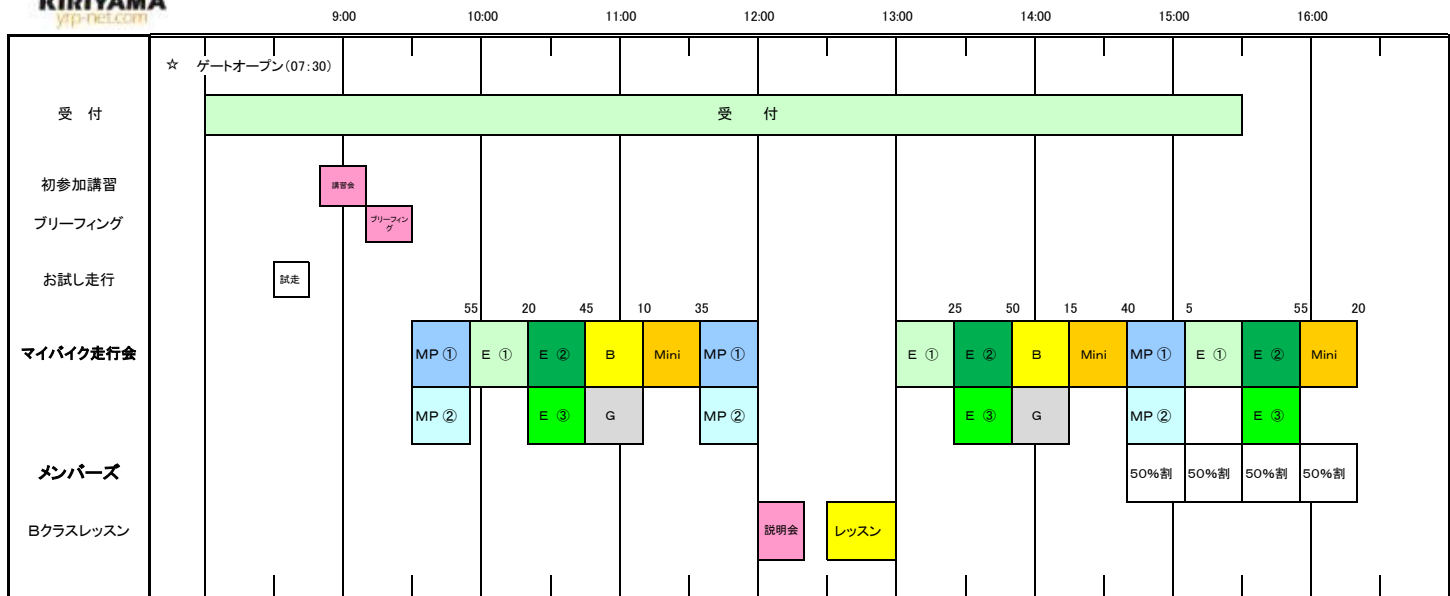 KIRIYAMA
yrp-net.com
9:00 10:00 11:00 12:00 13:00 14:00 15:00 16:00
☆ ゲートオープン(07:30)
受 付 受 付
初参加講習 講習会
ブリーフィング ブリーフィン
グ
お試し走行 試走
55 20 45 10 35 25 50 15 40 5 55 20
マイバイク走行会 MP ① E ① E ② B Mini MP ① E ① E ② B Mini MP ① E ① E ② Mini
MP ② E ③ G MP ② E ③ G MP ② E ③
メンバーズ 50%割 50%割 50%割 50%割
Bクラスレッスン 説明会 レッスン